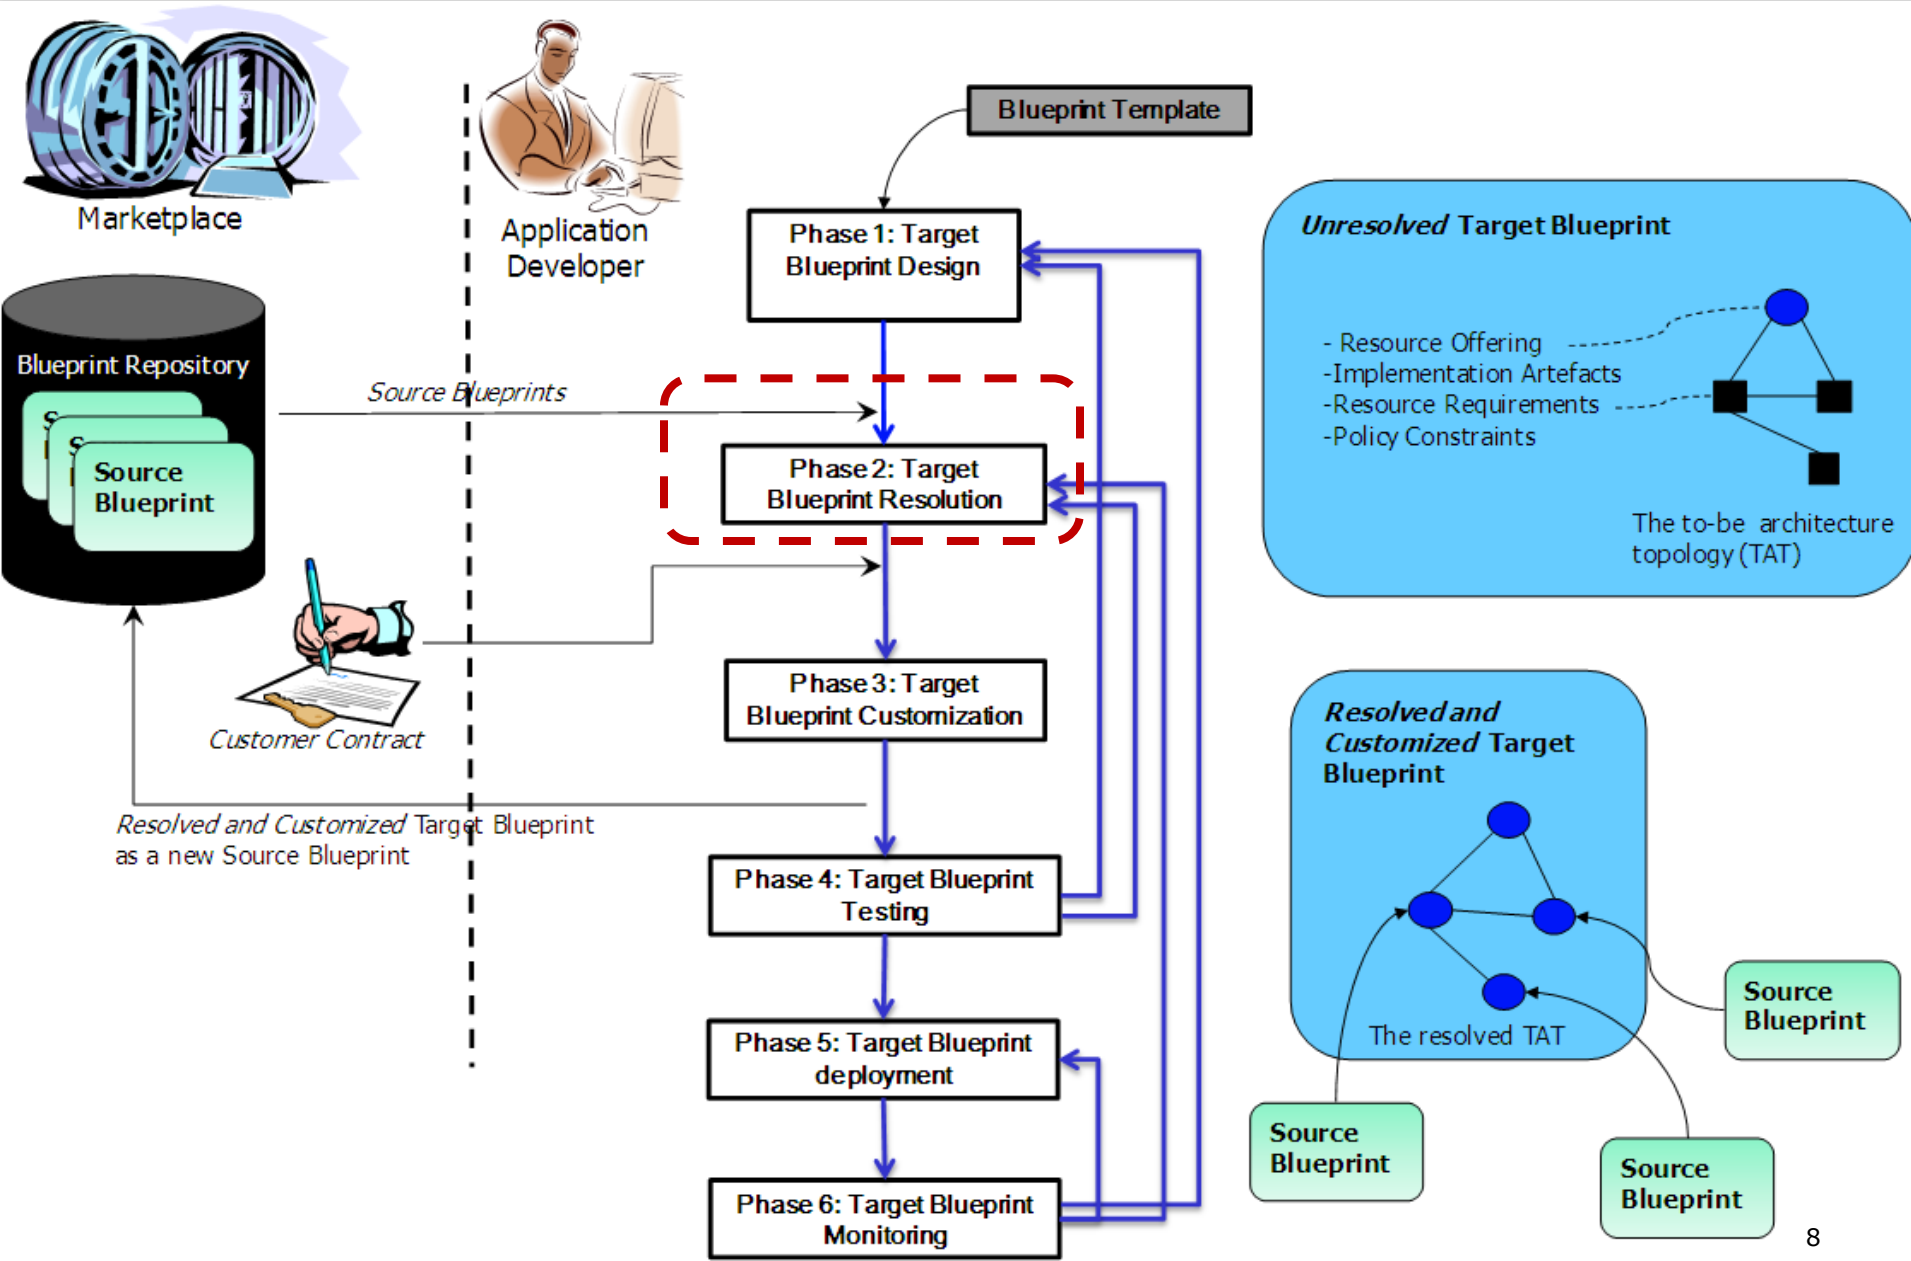 Marketplace
Application
Developer
Blueprint Template
Phase 1: Target
Blueprint Design
Unresolved Target Blueprint
- Resource Offering
-Implementation Artefacts
-Resource Requirements
-Policy Constraints
The to-be architecture
topology (TAT)
Blueprint Repository
S
S
Source
Blueprint
Source Blueprints
Phase 2: Target
Blueprint Resolution
Customer Contract
Phase 3: Target
Blueprint Customization
Resolved and Customized Target Blueprint
as a new Source Blueprint
Phase 4: Target Blueprint
Testing
Phase 5: Target Blueprint
deployment
Phase 6: Target Blueprint
Monitoring
Resolved and
Customized Target
Blueprint
The resolved TAT
Source
Blueprint
Source
Blueprint
Source
Blueprint
8